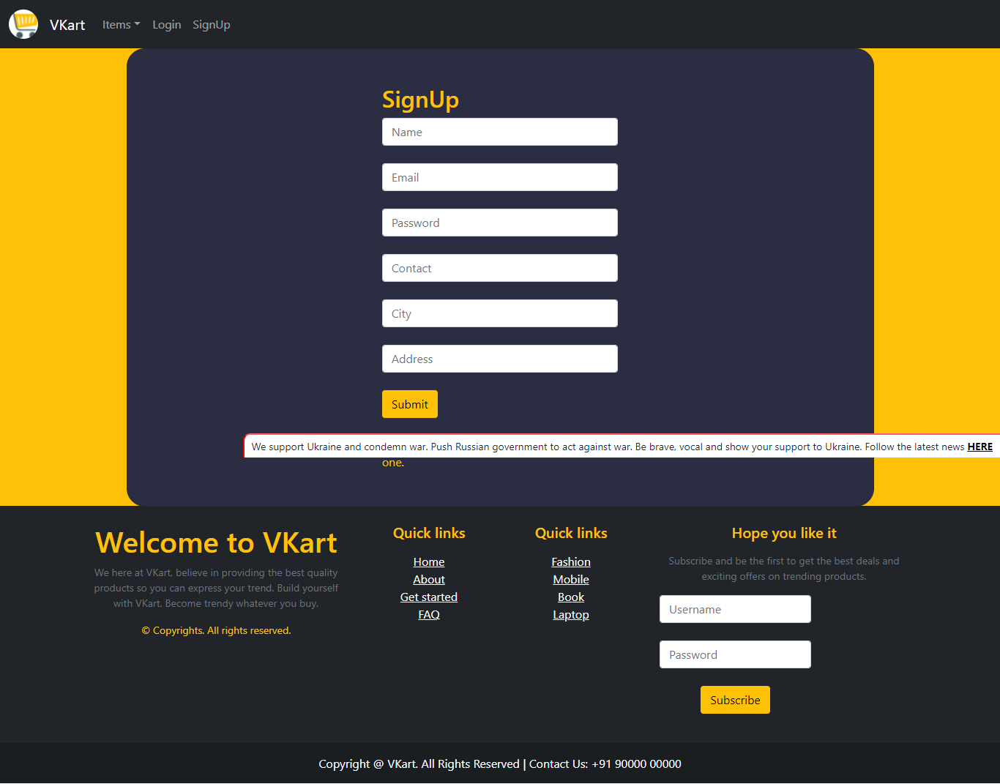 VKart Items Login SignUp
SignUp
Name
Email
Password
Contact
City
Address
Submit
We support Ukraine and condemn war. Push Russian government to act against war. Be brave, vocal and show your support to Ukraine. Follow the latest news HERE
one.
Welcome to VKart
We here at VKart, believe in providing the best quality
products so you can express your trend. Build yourself
with VKart. Become trendy whatever you buy.
© Copyrights. All rights reserved.
Quick links
Home
About
Get started
FAQ
Quick links
Fashion
Mobile
Book
Laptop
Hope you like it
Subscribe and be the first to get the best deals and
exciting offers on trending products.
Username
Password
Subscribe
Copyright @ VKart. All Rights Reserved | Contact Us: +91 90000 00000